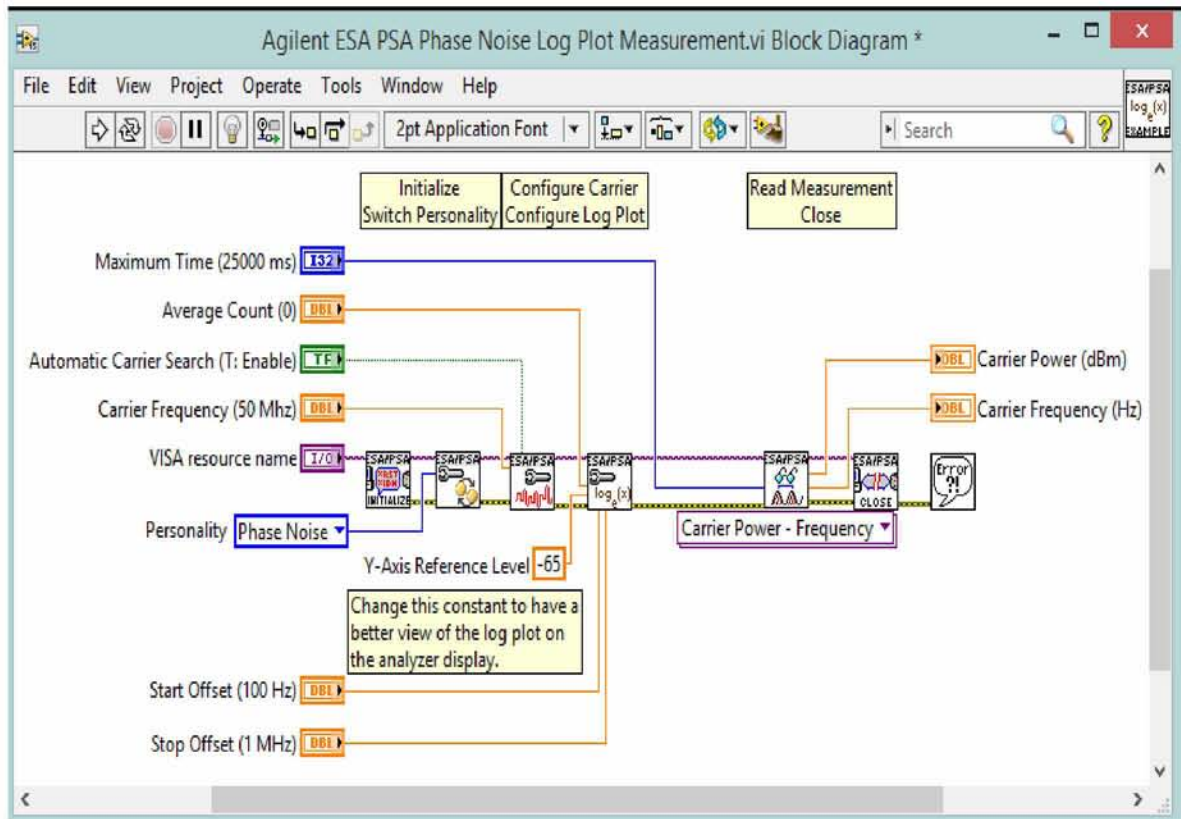 Agilent ESA PSA Phase Noise Log Plot Measurement.vi Block Diagram *
File Edit View Project Operate Tools Window Help
ESA/PSA
log e (x)
EXAMPLE
2pt Application Font
Search
Initialize
Switch Personality
Configure Carrier
Configure Log Plot
Read Measurement
Close
Maximum Time (25000 ms) I32
Average Count (0) DBL
Automatic Carrier Search (T: Enable) TF
Carrier Frequency (50 Mhz) DBL
DBL Carrier Power (dBm)
DBL Carrier Frequency (Hz)
VISA resource name I/O
ESA/PSA
INITIALIZE
ESA/PSA
ESA/PSA
ESA/PSA
log e (x)
ESA/PSA
ESA/PSA
CLOSE
Error
?!
Personality Phase Noise
Carrier Power - Frequency
Y-Axis Reference Level -65
Change this constant to have a
better view of the log plot on
the analyzer display.
Start Offset (100 Hz) DBL
Stop Offset (1 MHz) DBL